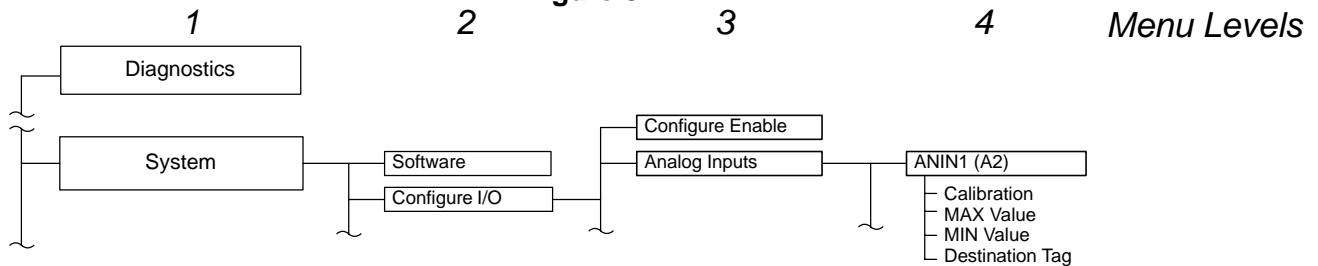 1 2 3 4 Menu Levels
Diagnostics
Configure Enable
System Software Analog Inputs ANIN1 (A2)
Configure I/O Calibration
MAX Value
MIN Value
Destination Tag